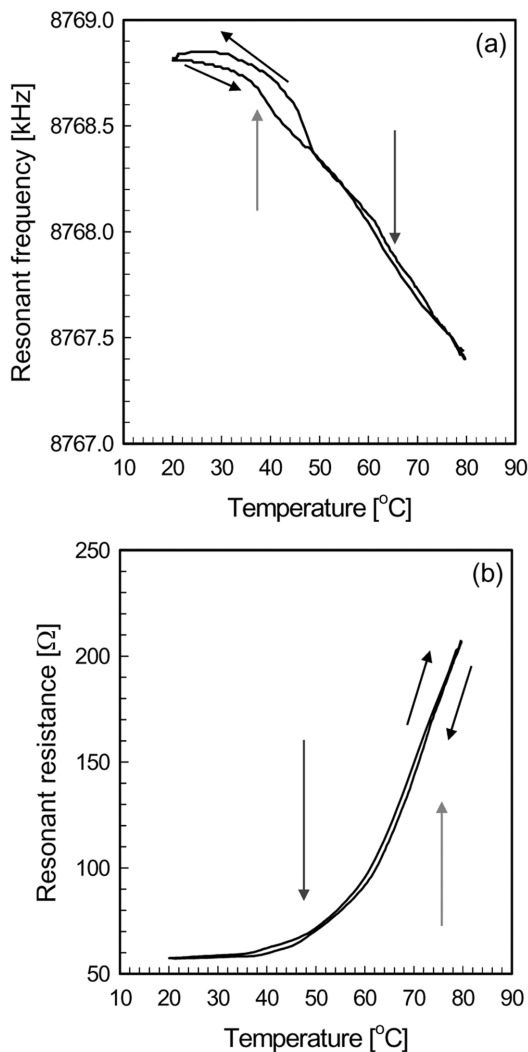 (a)
Resonant frequency [kHz]
8769.0
8768.5
8768.0
8767.5
8767.0
10 20 30 40 50 60 70 80 90
Temperature [°C]
(b)
Resonant resistance [Ω]
250
200
150
100
50
10 20 30 40 50 60 70 80 90
Temperature [°C]